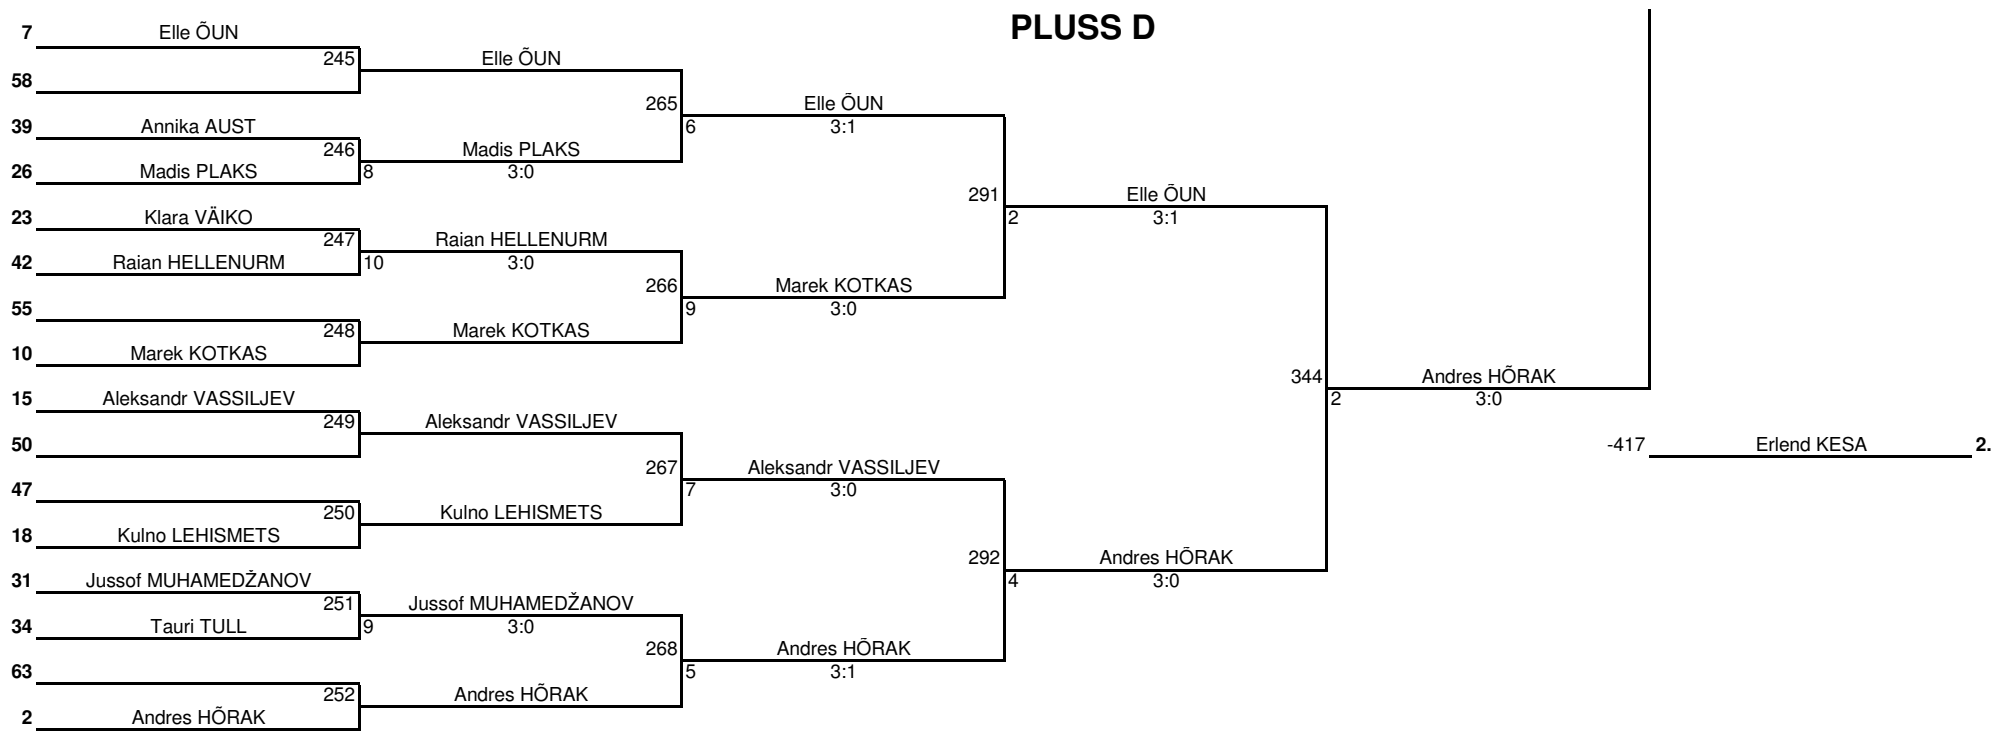 PLUSS D
7 Elle ÕUN
245 Elle ÕUN
58
265 Elle ÕUN
6 3:1
39 Annika AUST
246 Madis PLAKS
26 Madis PLAKS 8 3:0
291 Elle ÕUN
2 3:1
23 Klara VÄIKO
247 Raian HELLENURM
42 Raian HELLENURM 10 3:0
266 Marek KOTKAS
9 3:0
55
248 Marek KOTKAS
10 Marek KOTKAS
344 Andres HÕRAK
2 3:0
15 Aleksandr VASSILJEV
249 Aleksandr VASSILJEV
50
-417 Erlend KESA 2.
267 Aleksandr VASSILJEV
7 3:0
47
250 Kulno LEHISMETS
18 Kulno LEHISMETS
292 Andres HÕRAK
4 3:0
31 Jussof MUHAMEDŽANOV
251 Jussof MUHAMEDŽANOV
34 Tauri TULL 9 3:0
268 Andres HÕRAK
5 3:1
63
252 Andres HÕRAK
2 Andres HÕRAK